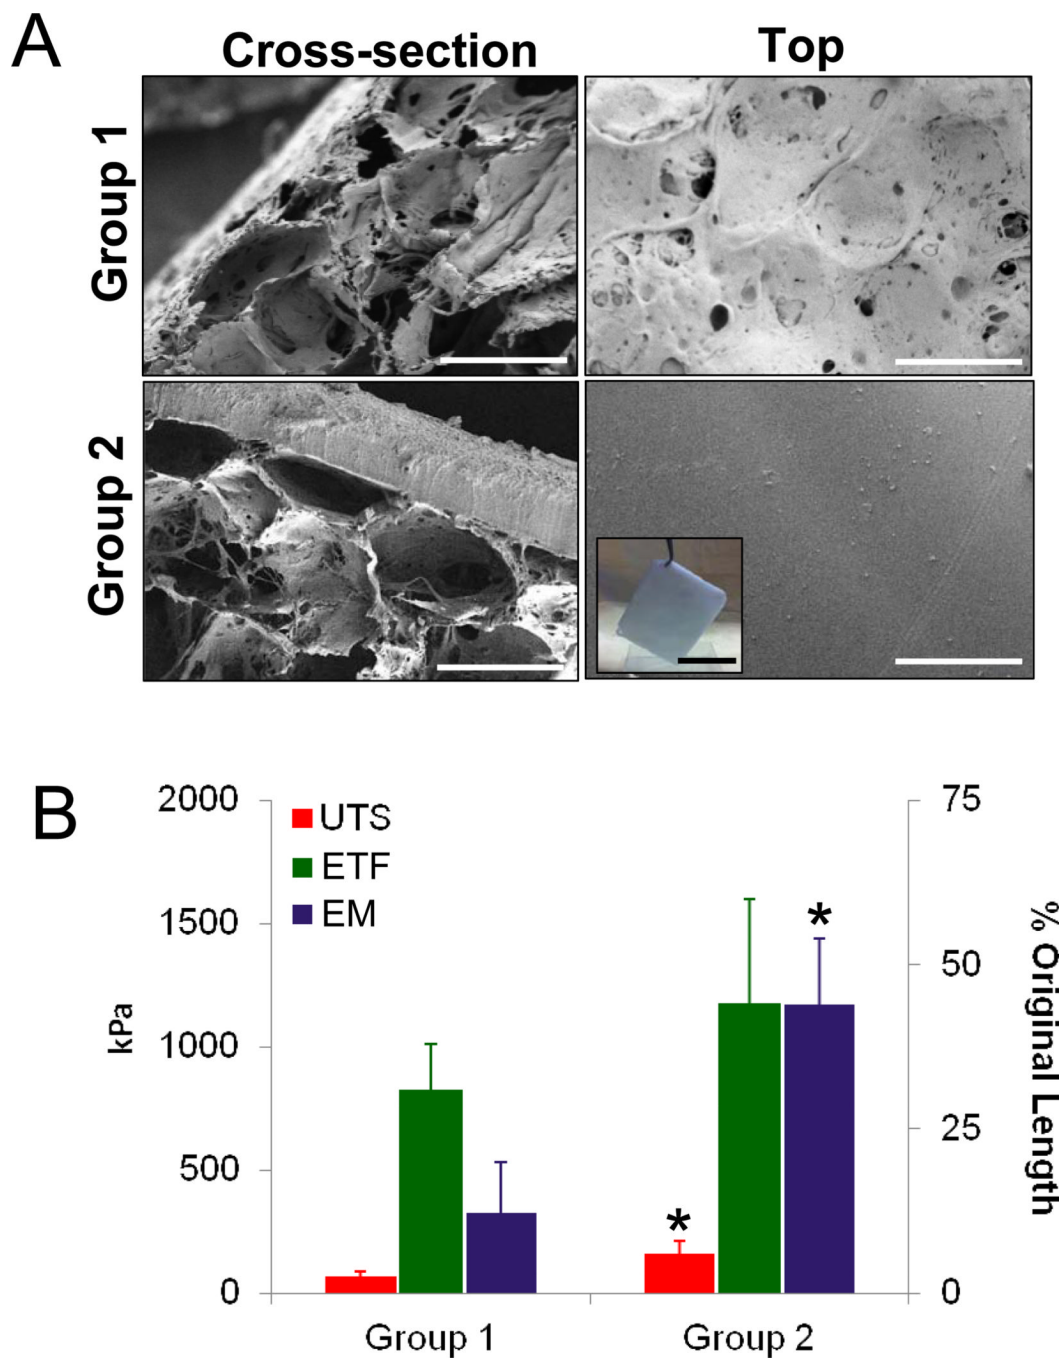 A
Cross-section
Top
Group 1
Group 2
B
2000
1500
1000
500
0
kPa
UTS
ETF
EM
*
*
75
50
25
0
% Original Length
Group 1
Group 2